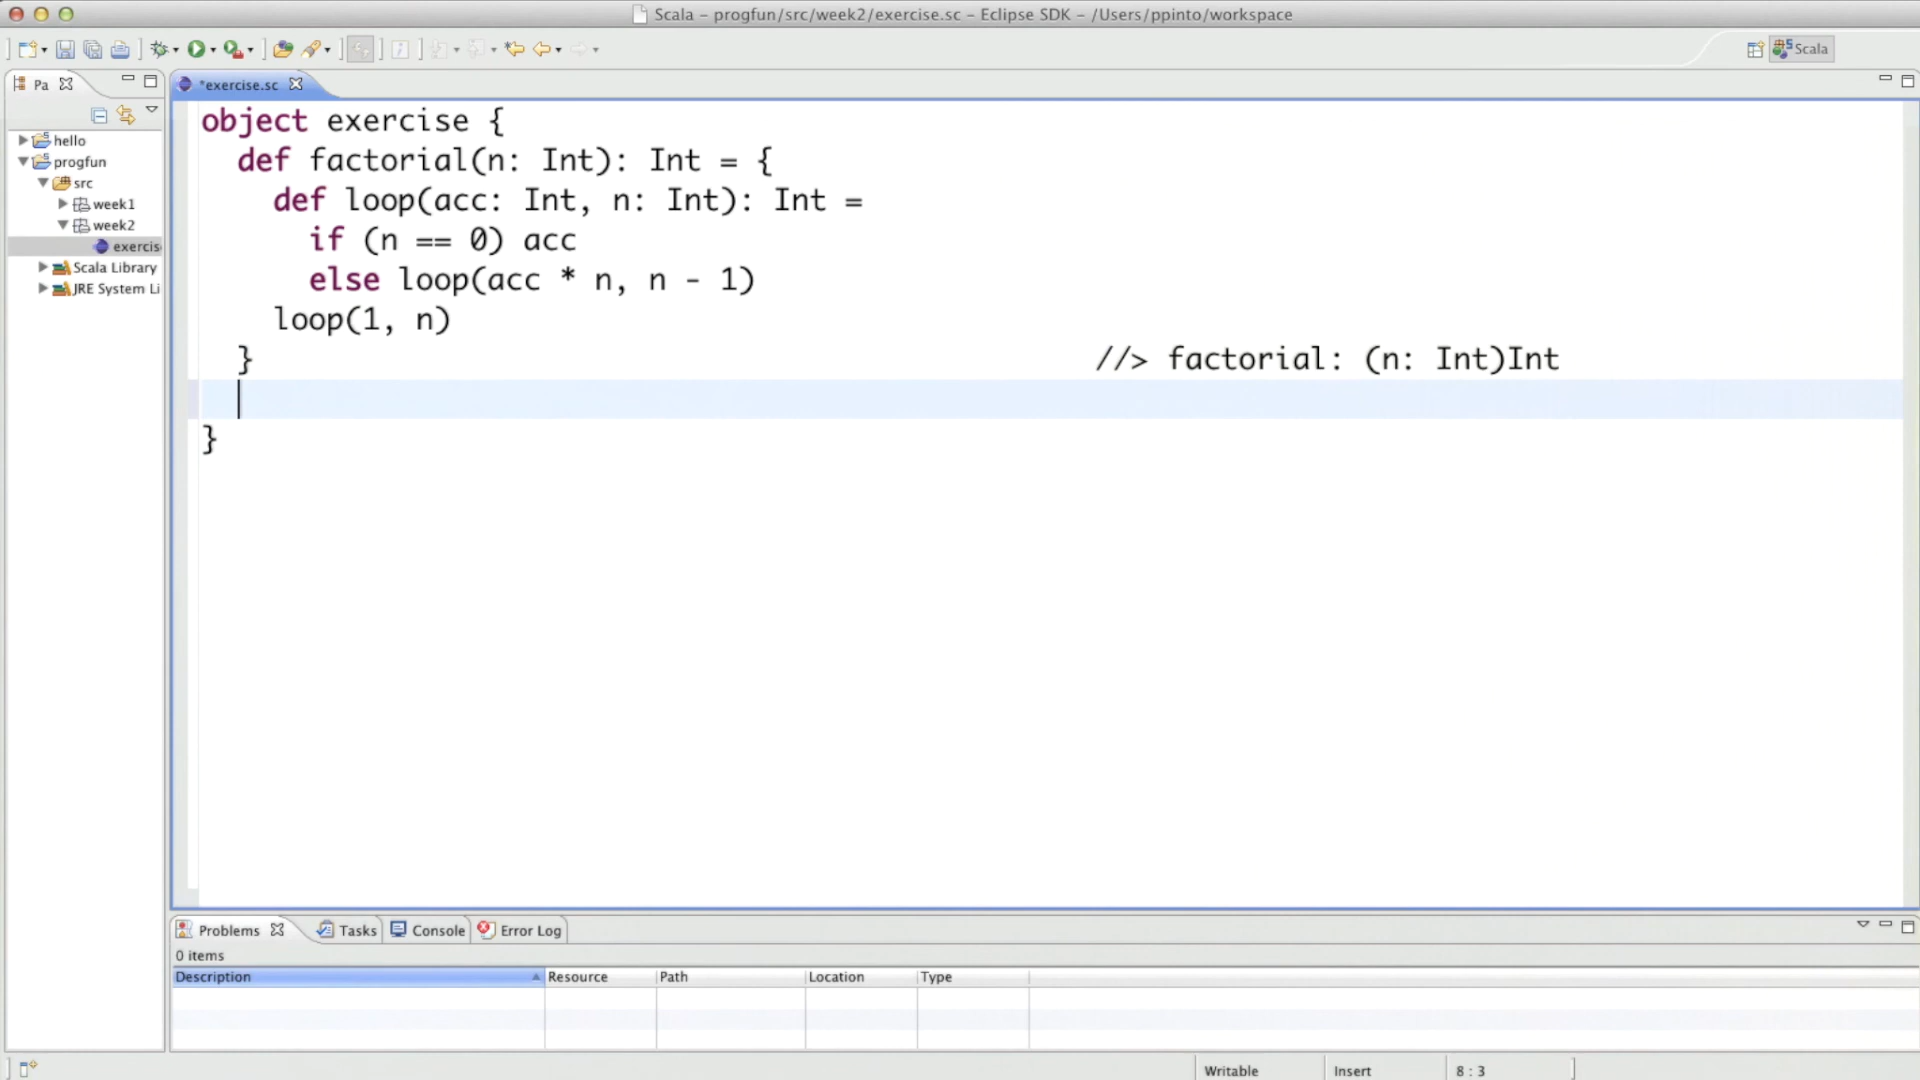 Scala – progfun/src/week2/exercise.sc – Eclipse SDK – /Users/ppinto/workspace
Scala
Pa
*exercise.sc
hello
progfun
src
week1
week2
exercis
Scala Library
JRE System Li
object exercise {
def factorial(n: Int): Int = {
def loop(acc: Int, n: Int): Int =
if (n == 0) acc
else loop(acc * n, n - 1)
loop(1, n)
} //> factorial: (n: Int)Int
}
Problems Tasks Console Error Log
0 items
Description Resource Path Location Type
Writable Insert 8 : 3